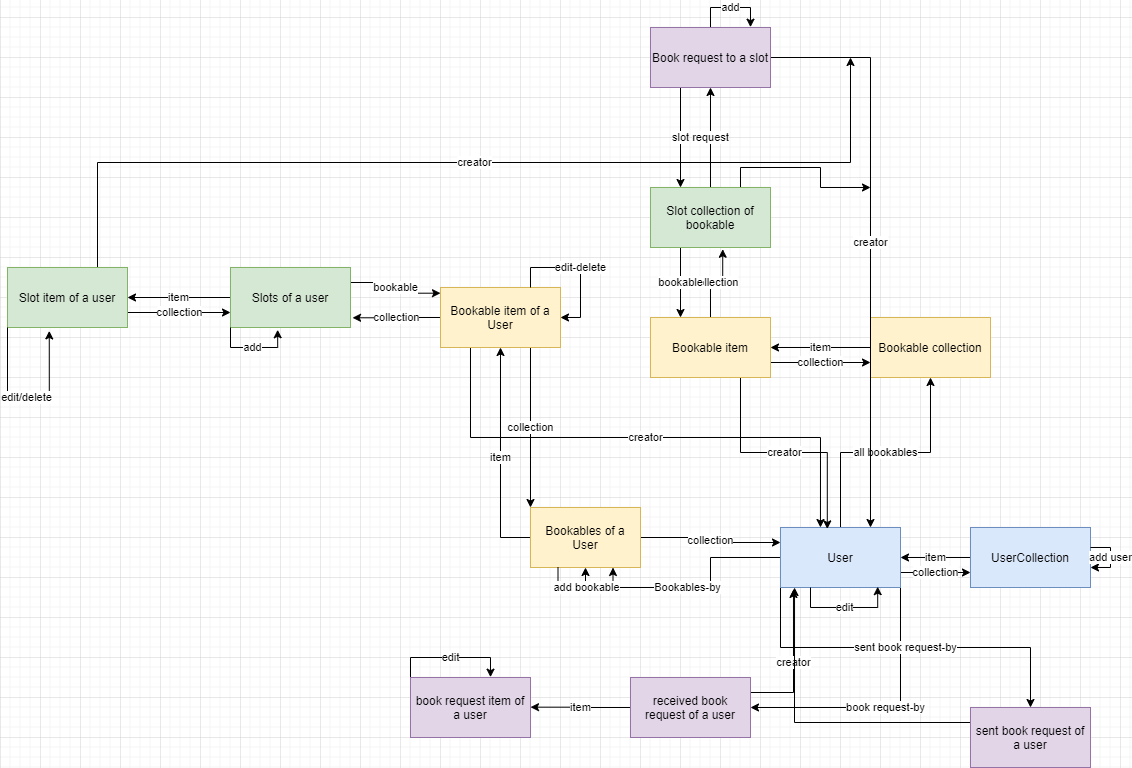 add
Book request to a slot
slot request
creator
Slot collection of
bookable
creator
Slot item of a user
item
collection
Slots of a user
add
bookable
collection
edit-delete
Bookable item of a
User
bookable
llection
Bookable item
item
collection
Bookable collection
edit/delete
collection
creator
item
creator
all bookables
Bookables of a
User
collection
add bookable
Bookables-by
User
item
collection
UserCollection
add user
edit
sent book request-by
creator
edit
book request item of
a user
item
received book
request of a user
book request-by
sent book request of
a user